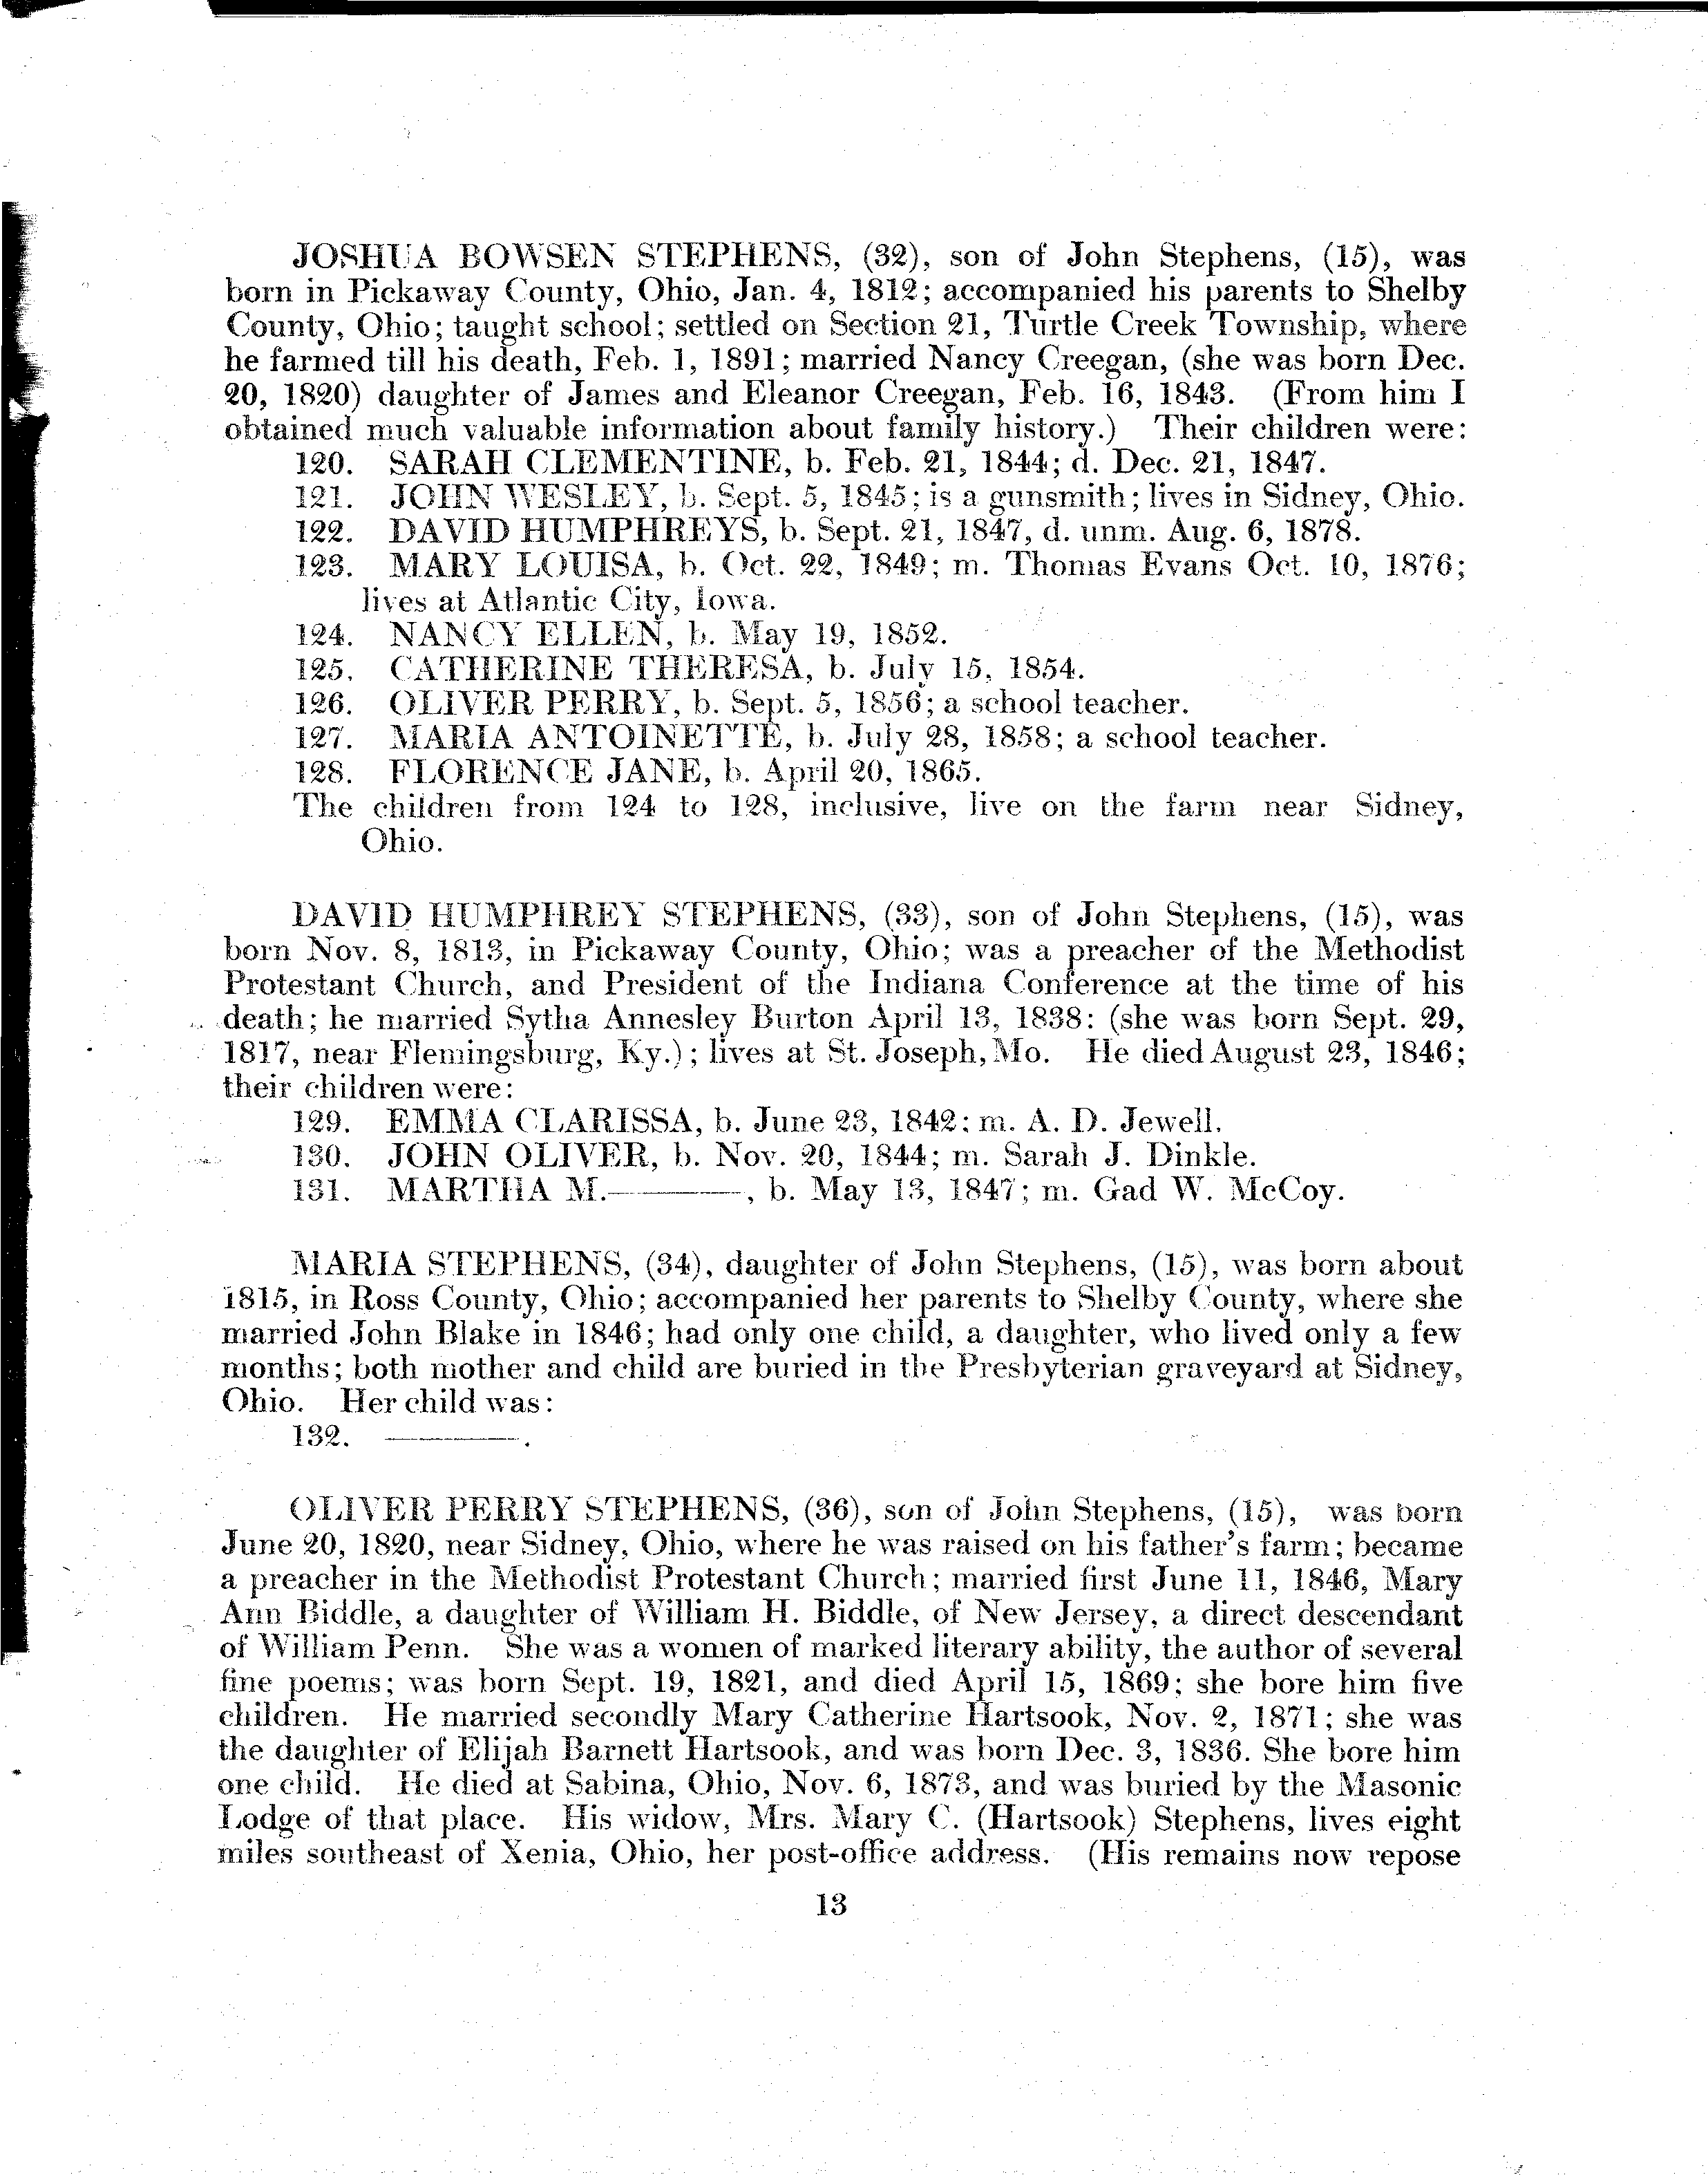 JOSHUA BOWSEN STEPHENS, (32), son of John Stephens, (15), was
born in Pickaway County, Ohio, Jan. 4, 1812; accompanied his parents to Shelby
County, Ohio; taught school; settled on Section 21, Turtle Creek Township, where
he farmed till his death, Feb. 1, 1891; married Nancy Creegan, (she was born Dec.
20, 1820) daughter of James and Eleanor Creegan, Feb. 16, 1843. (From him I
obtained much valuable information about family history.) Their children were:
120. SARAH CLEMENTINE, b. Feb. 21, 1844; d. Dec. 21, 1847.
121. JOHN WESLEY, b. Sept. 5, 1845; is a gunsmith; lives in Sidney, Ohio.
122. DAVID HUMPHREYS, b. Sept. 21, 1847, d. unm. Aug. 6, 1878.
123. MARY LOUISA, b. Oct. 22, 1849; m. Thomas Evans Oct. 10, 1876;
lives at Atlantic City, Iowa.
124. NANCY ELLEN, b. May 19, 1852.
125. CATHERINE THERESA, b. July 15, 1854.
126. OLIVER PERRY, b. Sept. 5, 1856; a school teacher.
127. MARIA ANTOINETTE, b. July 28, 1858; a school teacher.
128. FLORENCE JANE, b. April 20, 1865.
The children from 124 to 128, inclusive, live on the farm near Sidney,
Ohio.
DAVID HUMPHREY STEPHENS, (33), son of John Stephens, (15), was
born Nov. 8, 1813, in Pickaway County, Ohio; was a preacher of the Methodist
Protestant Church, and President of the Indiana Conference at the time of his
death; he married Sytha Annesley Burton April 13, 1838: (she was born Sept. 29,
1817, near Flemingsburg, Ky.); lives at St. Joseph, Mo. He died August 23, 1846;
their children were:
129. EMMA CLARISSA, b. June 23, 1842: m. A. D. Jewell.
130. JOHN OLIVER, b. Nov. 20, 1844; m. Sarah J. Dinkle.
131. MARTHA M.————, b. May 13, 1847; m. Gad W. McCoy.
MARIA STEPHENS, (34), daughter of John Stephens, (15), was born about
1815, in Ross County, Ohio; accompanied her parents to Shelby County, where she
married John Blake in 1846; had only one child, a daughter, who lived only a few
months; both mother and child are buried in the Presbyterian graveyard at Sidney,
Ohio. Her child was:
132. ————.
OLIVER PERRY STEPHENS, (36), son of John Stephens, (15), was born
June 20, 1820, near Sidney, Ohio, where he was raised on his father's farm; became
a preacher in the Methodist Protestant Church; married first June 11, 1846, Mary
Ann Biddle, a daughter of William H. Biddle, of New Jersey, a direct descendant
of William Penn. She was a women of marked literary ability, the author of several
fine poems; was born Sept. 19, 1821, and died April 15, 1869; she bore him five
children. He married secondly Mary Catherine Hartsook, Nov. 2, 1871; she was
the daughter of Elijah Barnett Hartsook, and was born Dec. 3, 1836. She bore him
one child. He died at Sabina, Ohio, Nov. 6, 1873, and was buried by the Masonic
Lodge of that place. His widow, Mrs. Mary C. (Hartsook) Stephens, lives eight
miles southeast of Xenia, Ohio, her post-office address. (His remains now repose
13